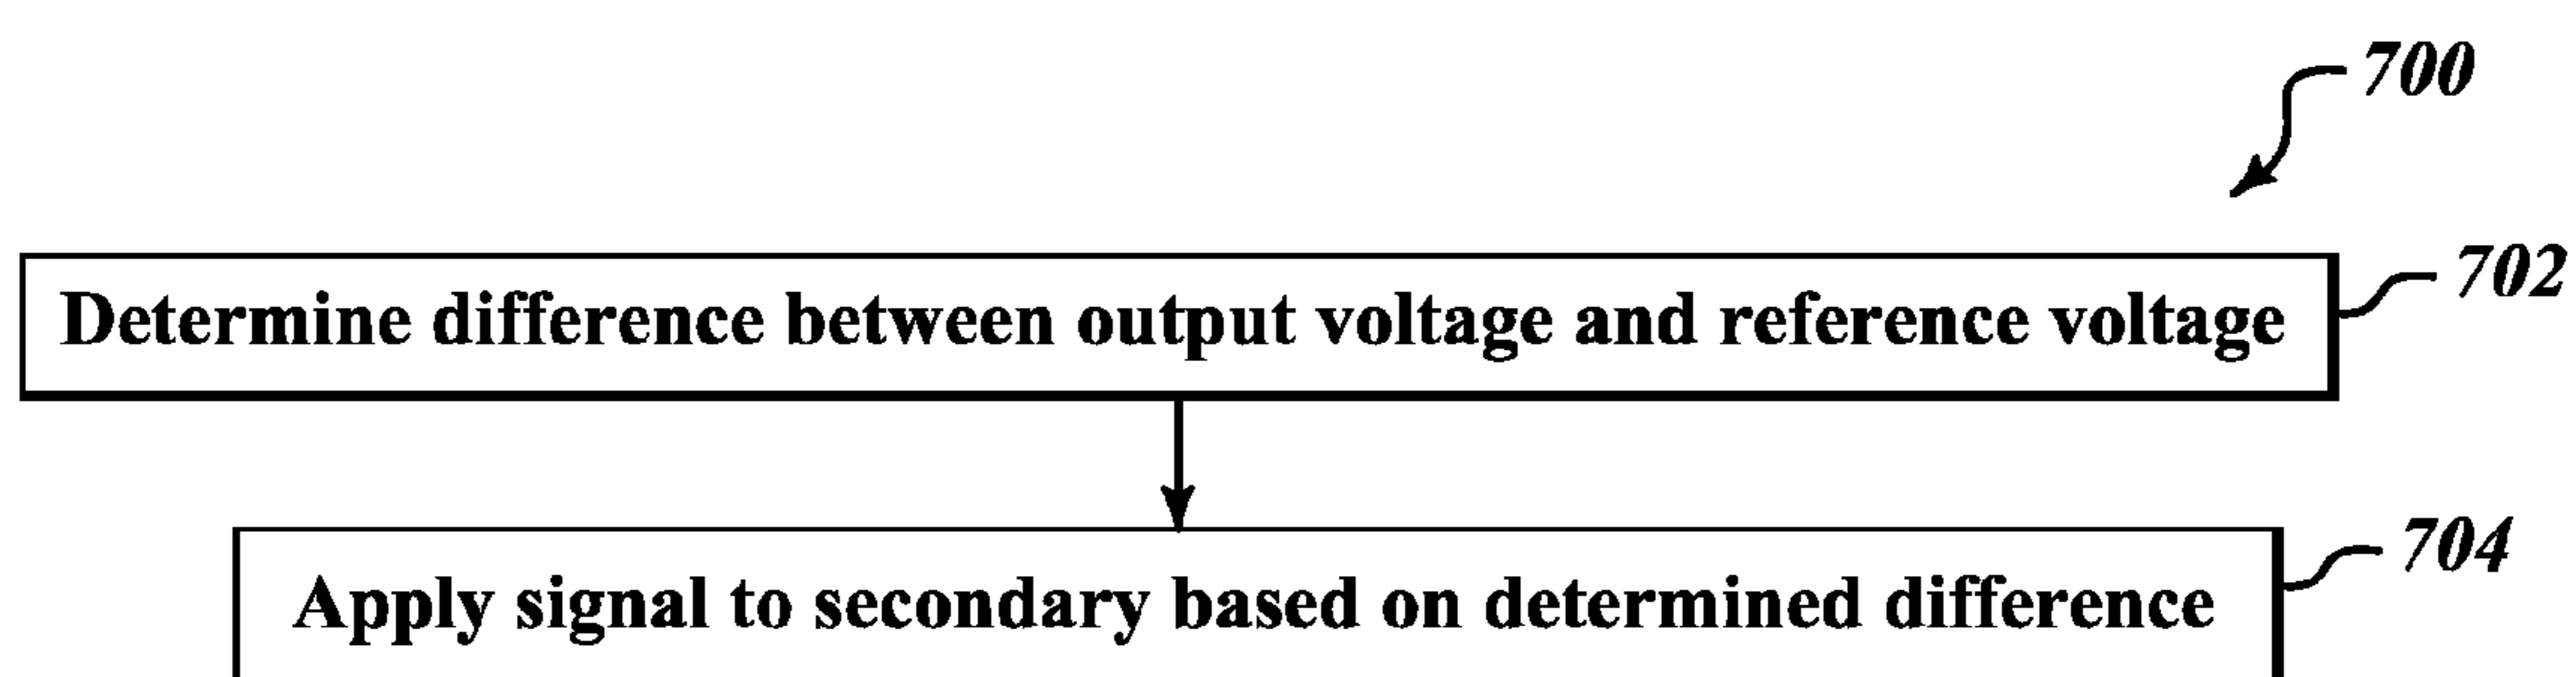 700
Determine difference between output voltage and reference voltage
702
Apply signal to secondary based on determined difference
704